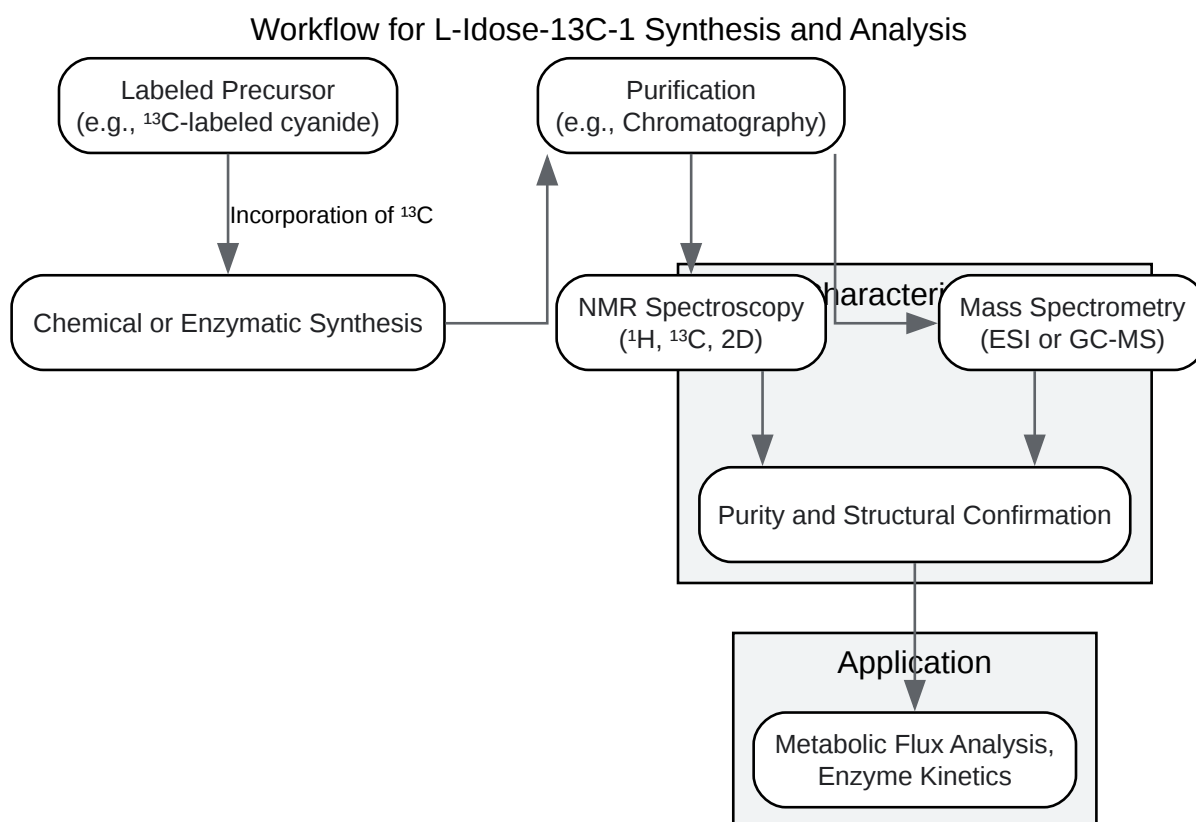 Workflow for L-Idose-13C-1 Synthesis and Analysis
Labeled Precursor
(e.g., ¹³C-labeled cyanide)
Purification
(e.g., Chromatography)
Incorporation of ¹³C
Chemical or Enzymatic Synthesis
NMR Spectroscopy
(¹H, ¹³C, 2D)
Mass Spectrometry
(ESI or GC-MS)
Purity and Structural Confirmation
Application
Metabolic Flux Analysis,
Enzyme Kinetics